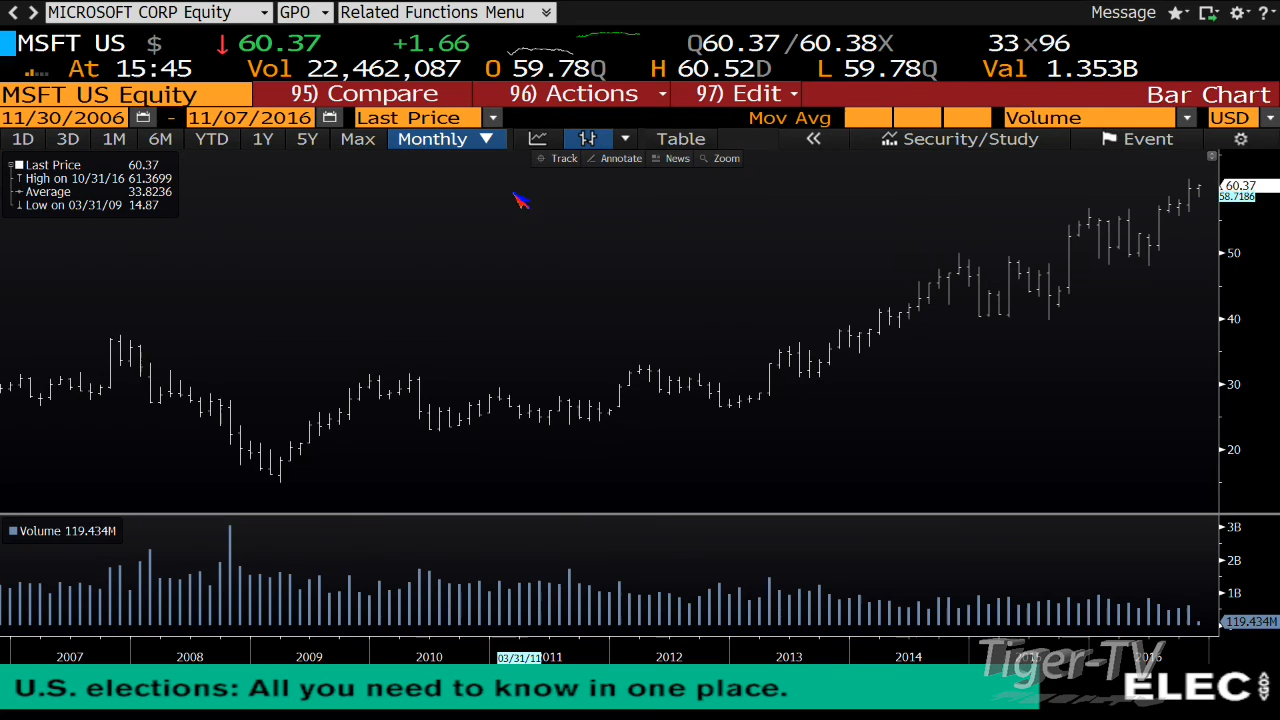 MICROSOFT CORP Equity GPO Related Functions Menu Message ?
MSFT US $ 60.37 +1.66 Q60.37/60.38X 33x96
At 15:45 Vol 22,462,087 O 59.78Q H 60.52D L 59.78Q Val 1.353B
MSFT US Equity 95) Compare 96) Actions 97) Edit Bar Chart
11/30/2006 - 11/07/2016 Last Price Mov Avg Volume USD
1D 3D 1M 6M YTD 1Y 5Y Max Monthly Table Security/Study Event
Track Annotate News Zoom
Last Price 60.37
High on 10/31/16 61.3699
Average 33.8236
Low on 03/31/09 14.87
60.37
58.7186
50
40
30
20
Volume 119.434M
3B
2B
1B
119.434M
2007 2008 2009 2010 03/31/11 011 2012 2013 2014 2015 2016
Tiger-TV
U.S. elections: All you need to know in one place.
ELEC